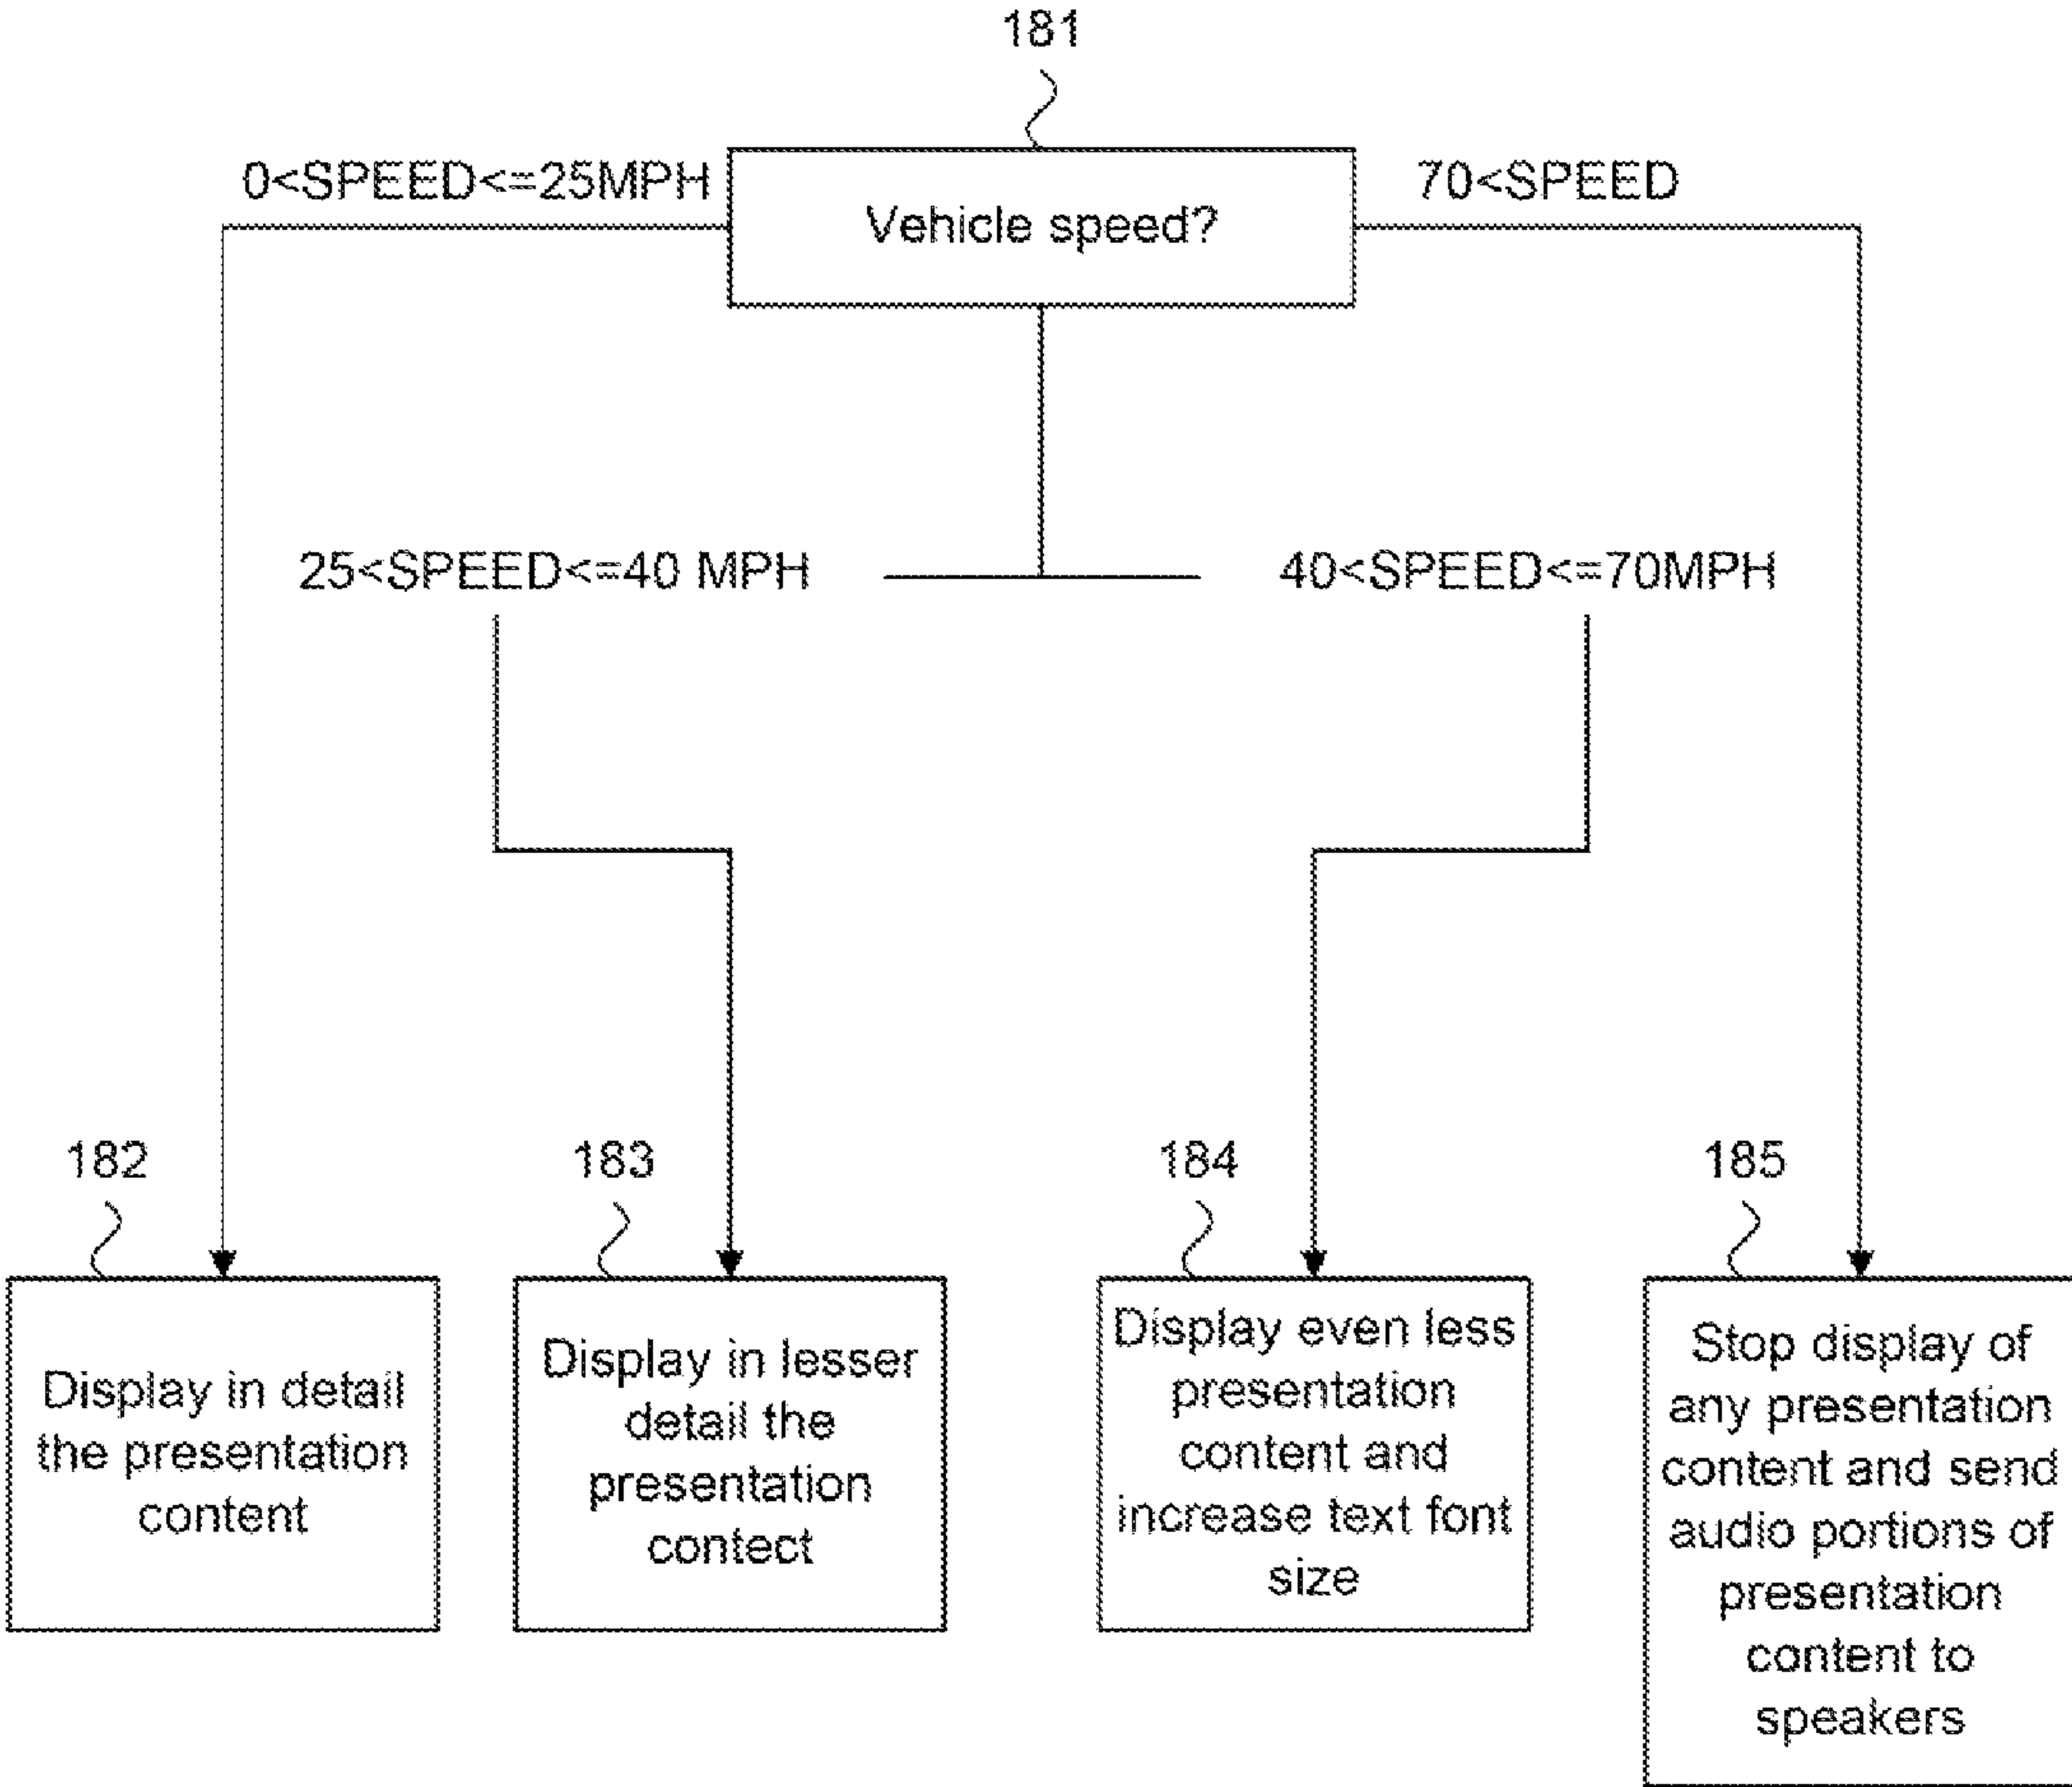 181
0<SPEED<=25MPH
Vehicle speed?
70<SPEED
25<SPEED<=40 MPH
40<SPEED<=70MPH
182
183
184
185
Display in detail
the presentation
content
Display in lesser
detail the
presentation
contect
Display even less
presentation
content and
increase text font
size
Stop display of
any presentation
content and send
audio portions of
presentation
content to
speakers